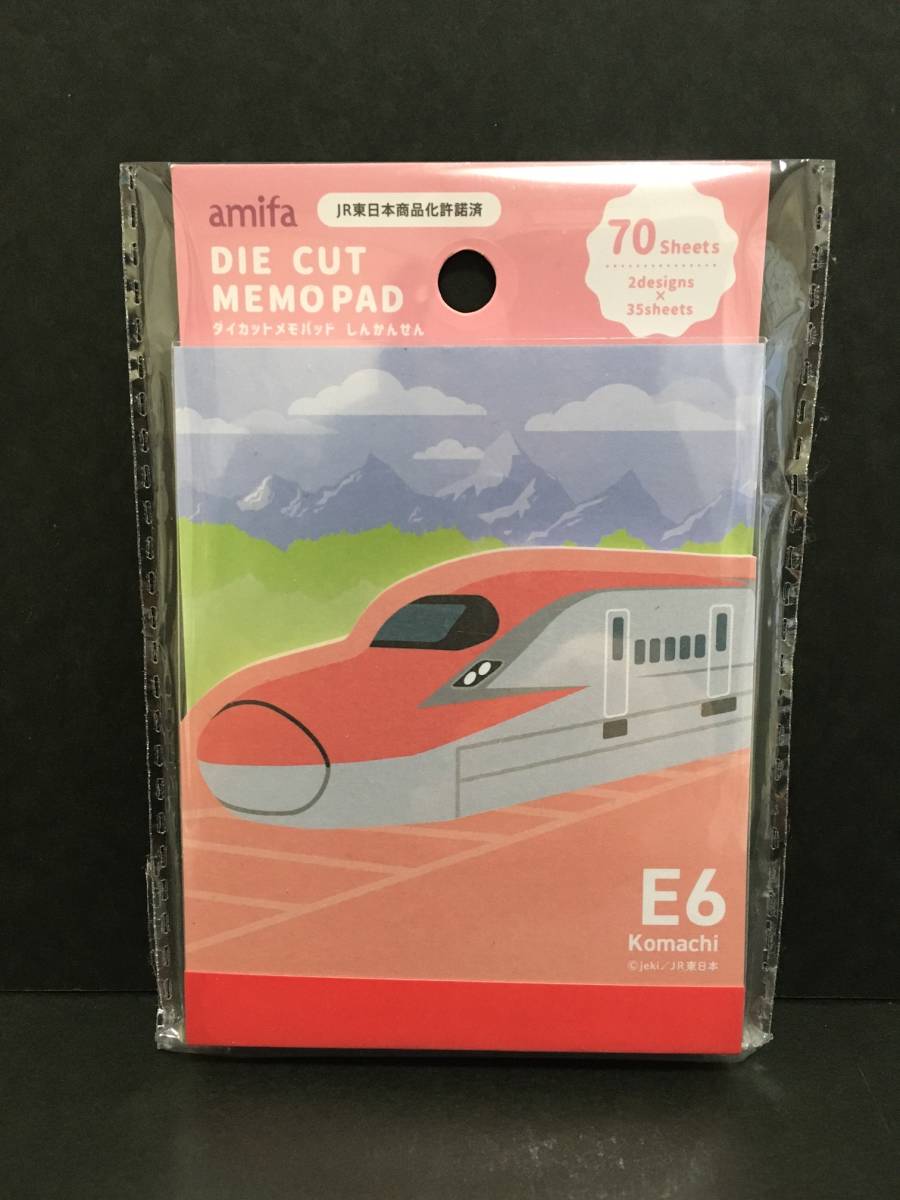 amifa
JR東日本商品化許諾済
DIE CUT
MEMO PAD
ダイカットメモパッド しんかんせん
70 Sheets
2designs
×
35sheets
E6
Komachi
©jeki／JR東日本